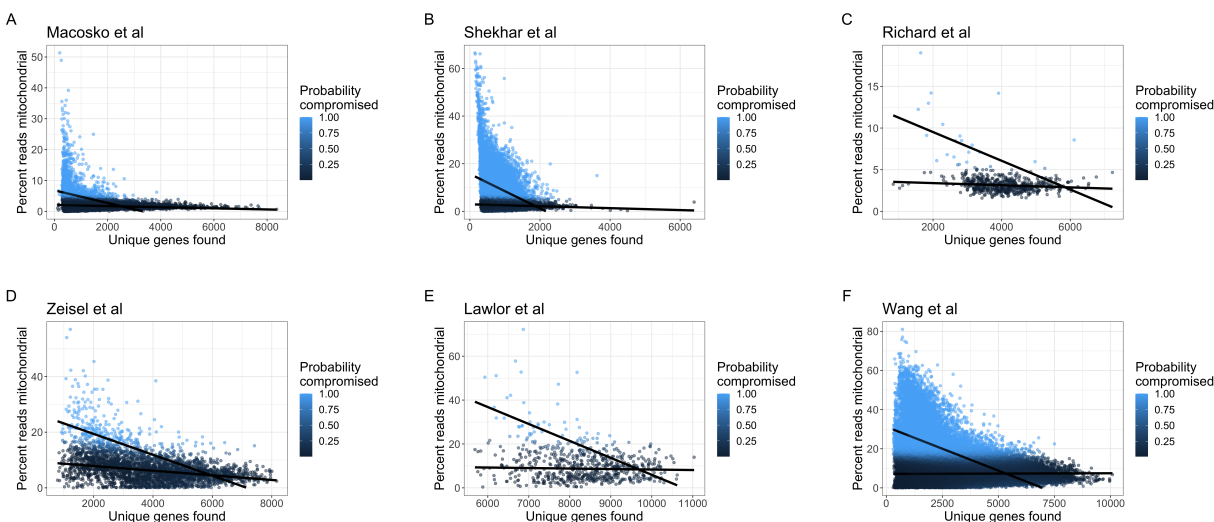 A
Macosko et al
Percent reads mitochondrial
50
40
30
20
10
0
0
2000
4000
6000
8000
Unique genes found
Probability
compromised
1.00
0.75
0.50
0.25
B
Shekhar et al
Percent reads mitochondrial
60
40
20
0
0
2000
4000
6000
Unique genes found
Probability
compromised
1.00
0.75
0.50
0.25
C
Richard et al
Percent reads mitochondrial
15
10
5
0
2000
4000
6000
Unique genes found
Probability
compromised
1.00
0.75
0.50
0.25
D
Zeisel et al
Percent reads mitochondrial
40
20
0
2000
4000
6000
8000
Unique genes found
Probability
compromised
1.00
0.75
0.50
0.25
E
Lawlor et al
Percent reads mitochondrial
60
40
20
0
6000
7000
8000
9000
10000
11000
Unique genes found
Probability
compromised
1.00
0.75
0.50
0.25
F
Wang et al
Percent reads mitochondrial
80
60
40
20
0
0
2500
5000
7500
10000
Unique genes found
Probability
compromised
1.00
0.75
0.50
0.25